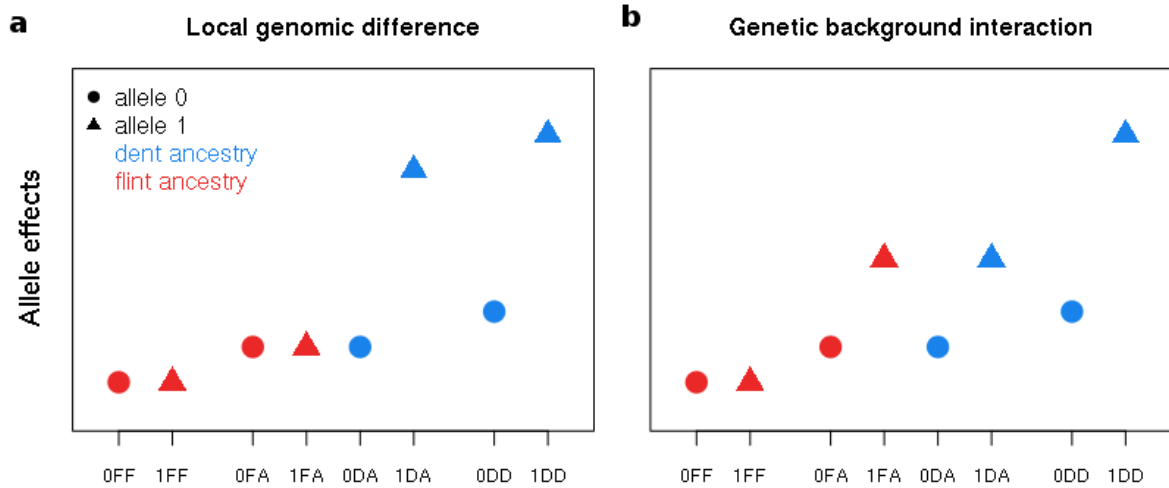 a
Local genomic difference
b
Genetic background interaction
allele 0
allele 1
dent ancestry
flint ancestry
Allele effects
0FF 1FF 0FA 1FA 0DA 1DA 0DD 1DD
0FF 1FF 0FA 1FA 0DA 1DA 0DD 1DD